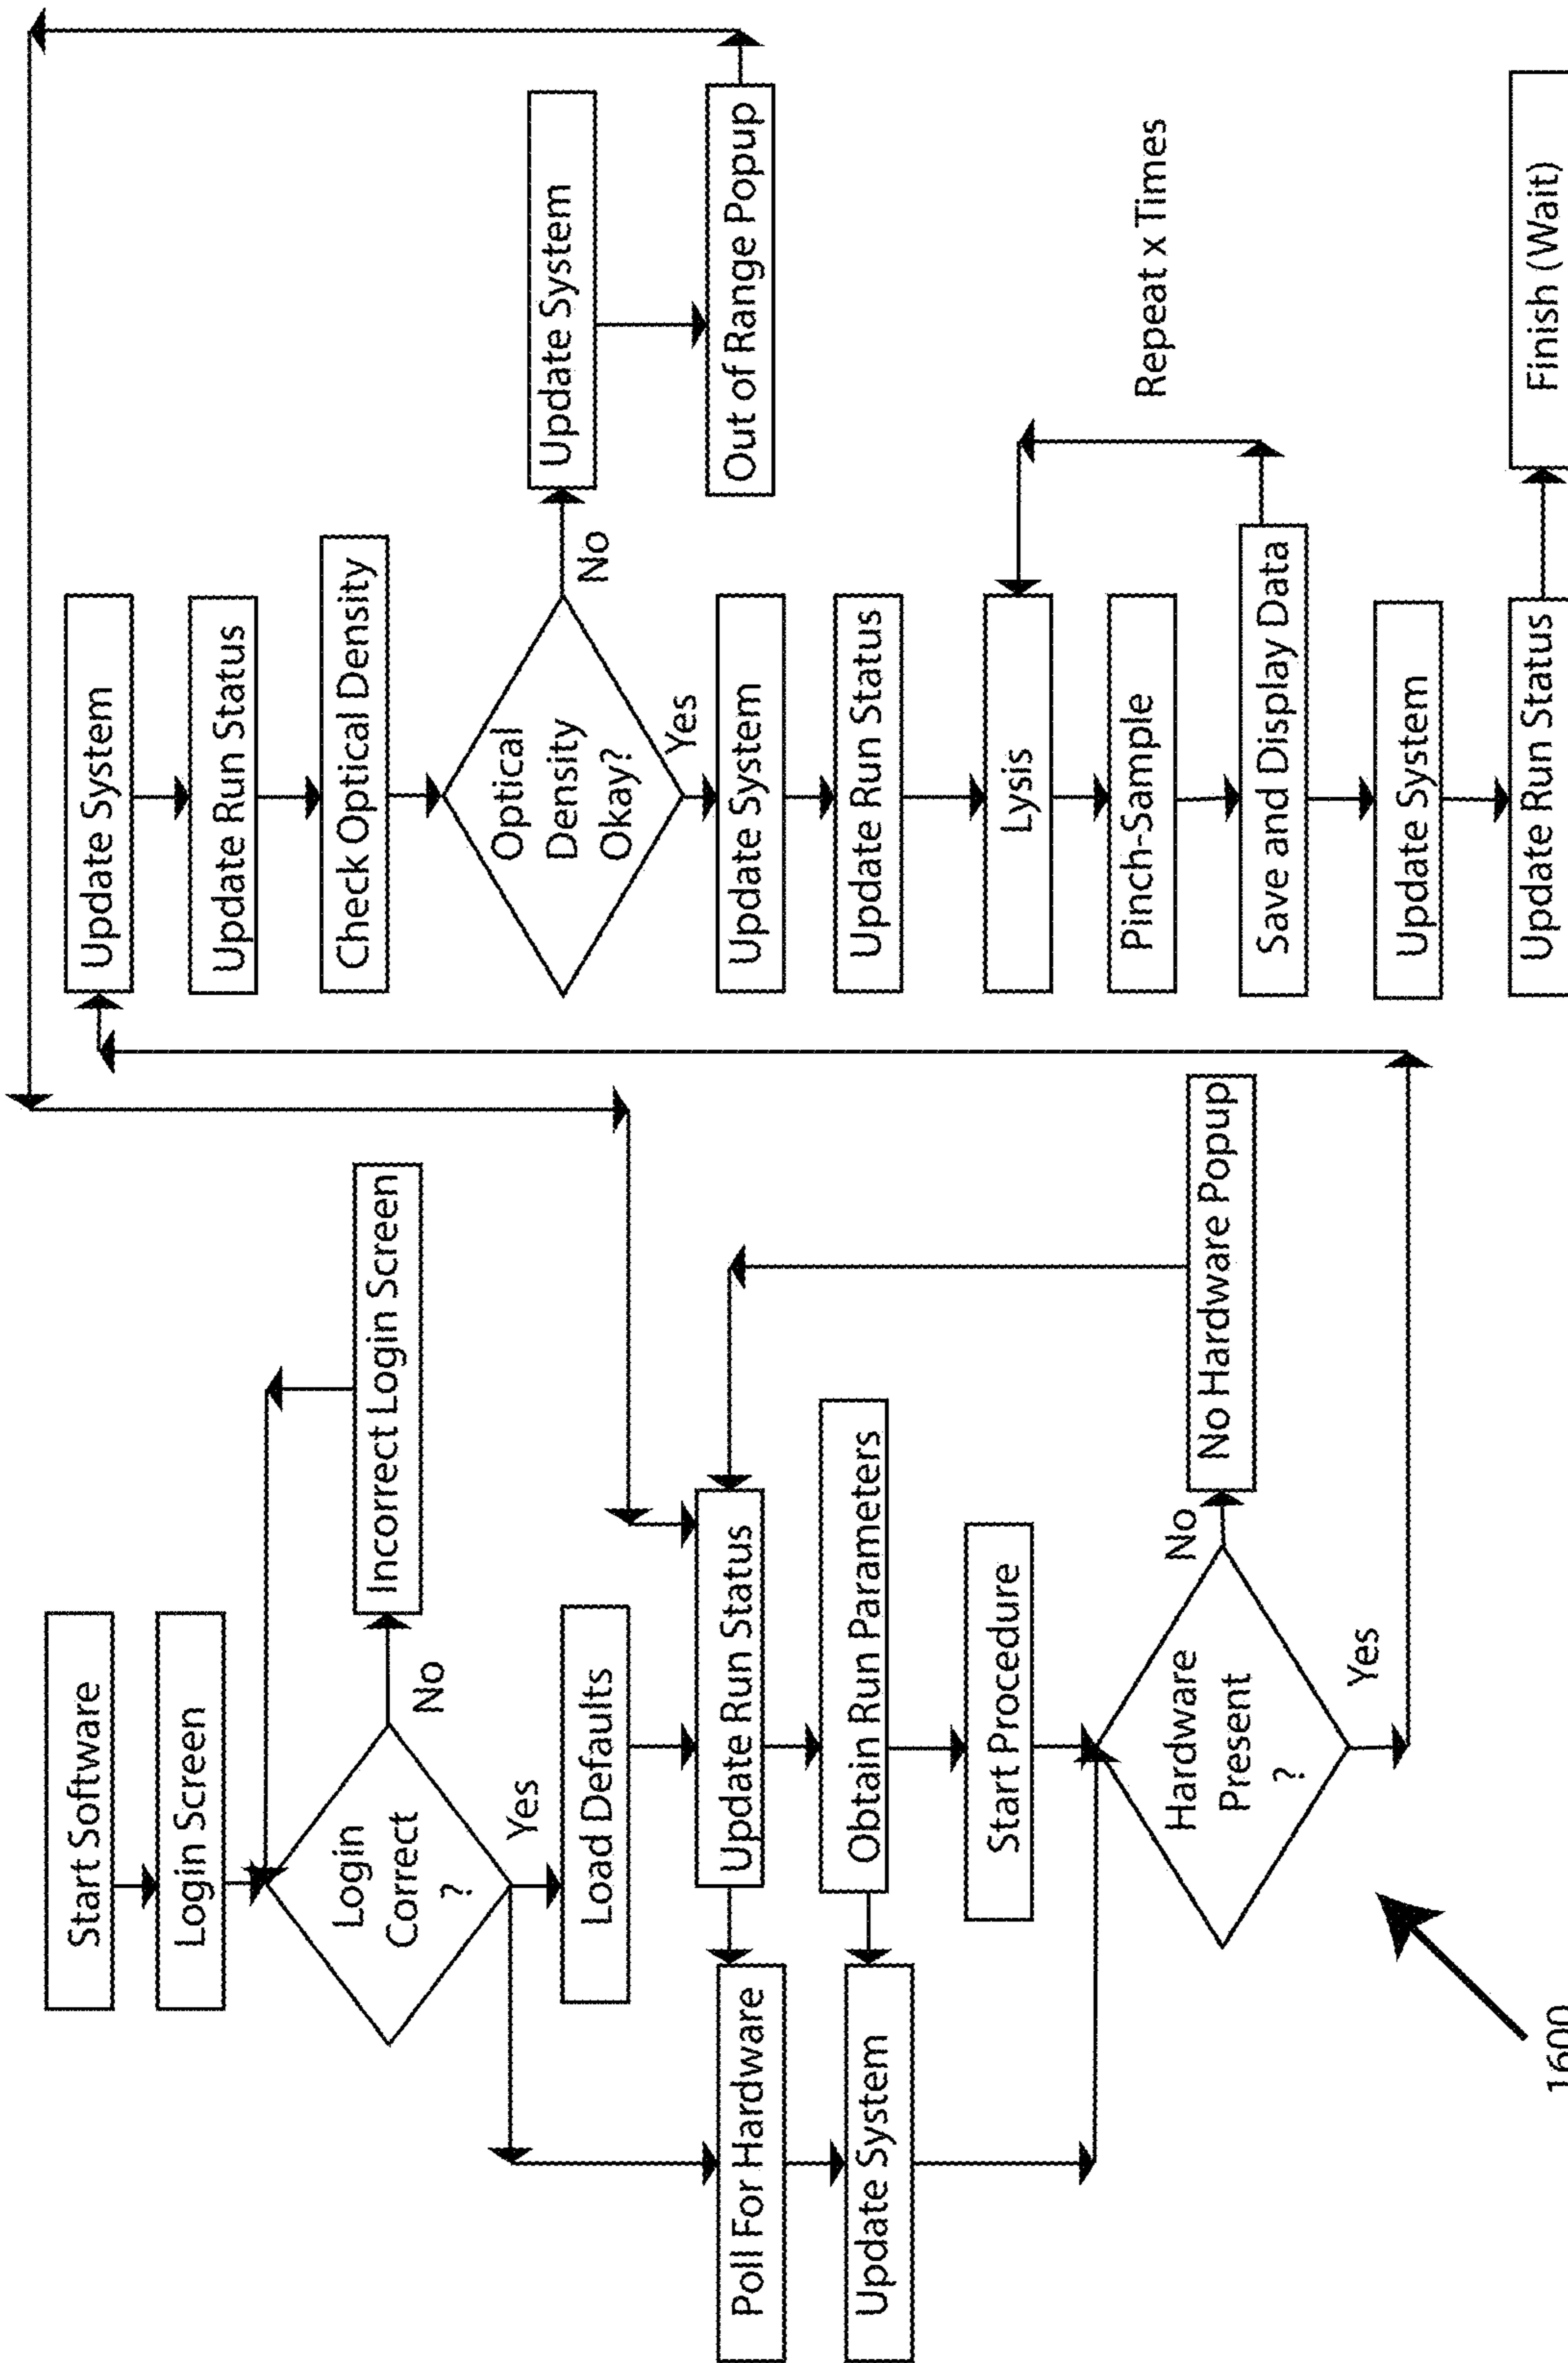 Start Software
Login Screen
Login
Correct
?
No
Incorrect Login Screen
Yes
Load Defaults
Update Run Status
Poll For Hardware
Obtain Run Parameters
Update System
Start Procedure
Hardware
Present
?
No
No Hardware Popup
Yes
1600
Update System
Update Run Status
Check Optical Density
Optical
Density
Okay?
No
Update System
Out of Range Popup
Yes
Update System
Update Run Status
Lysis
Pinch-Sample
Repeat x Times
Save and Display Data
Update System
Update Run Status
Finish (Wait)